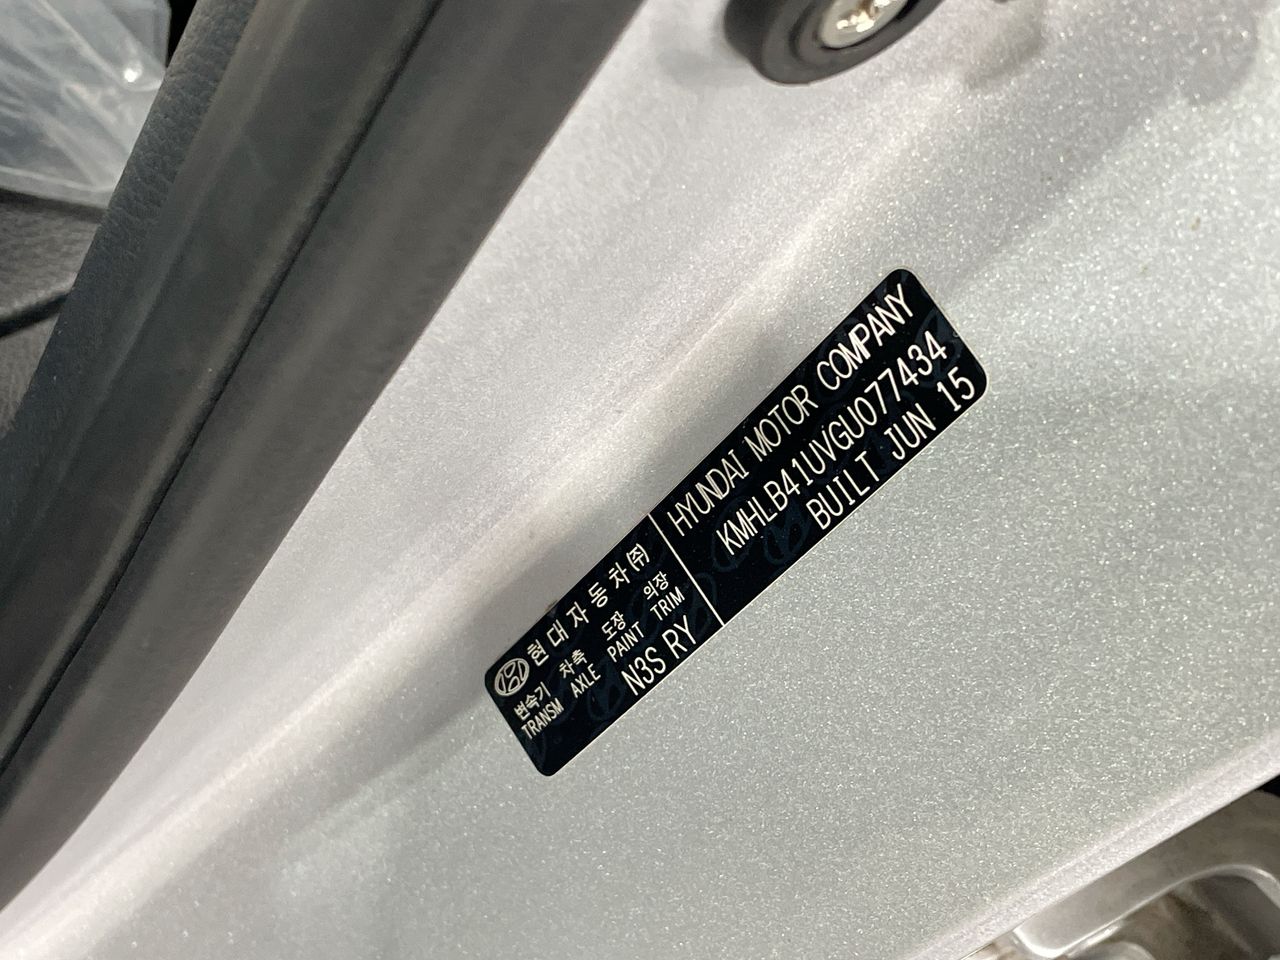 현대자동차(주)
변속기 차축 도장 의장
TRANSM AXLE PAINT TRIM
N3S RY
HYUNDAI MOTOR COMPANY
KMHLB41UVGU077434
BUILT JUN 15